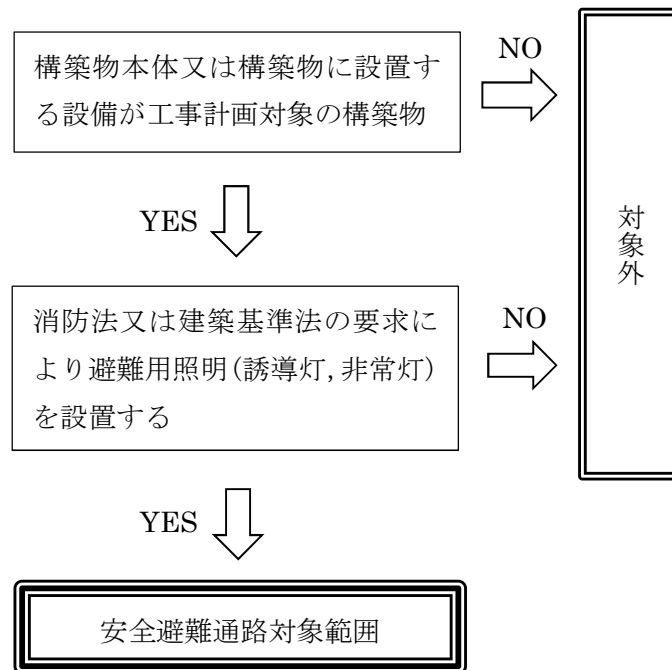 構築物本体又は構築物に設置す
る設備が工事計画対象の構築物
NO
対象外
YES
消防法又は建築基準法の要求に
より避難用照明(誘導灯,非常灯)
を設置する
NO
YES
安全避難通路対象範囲